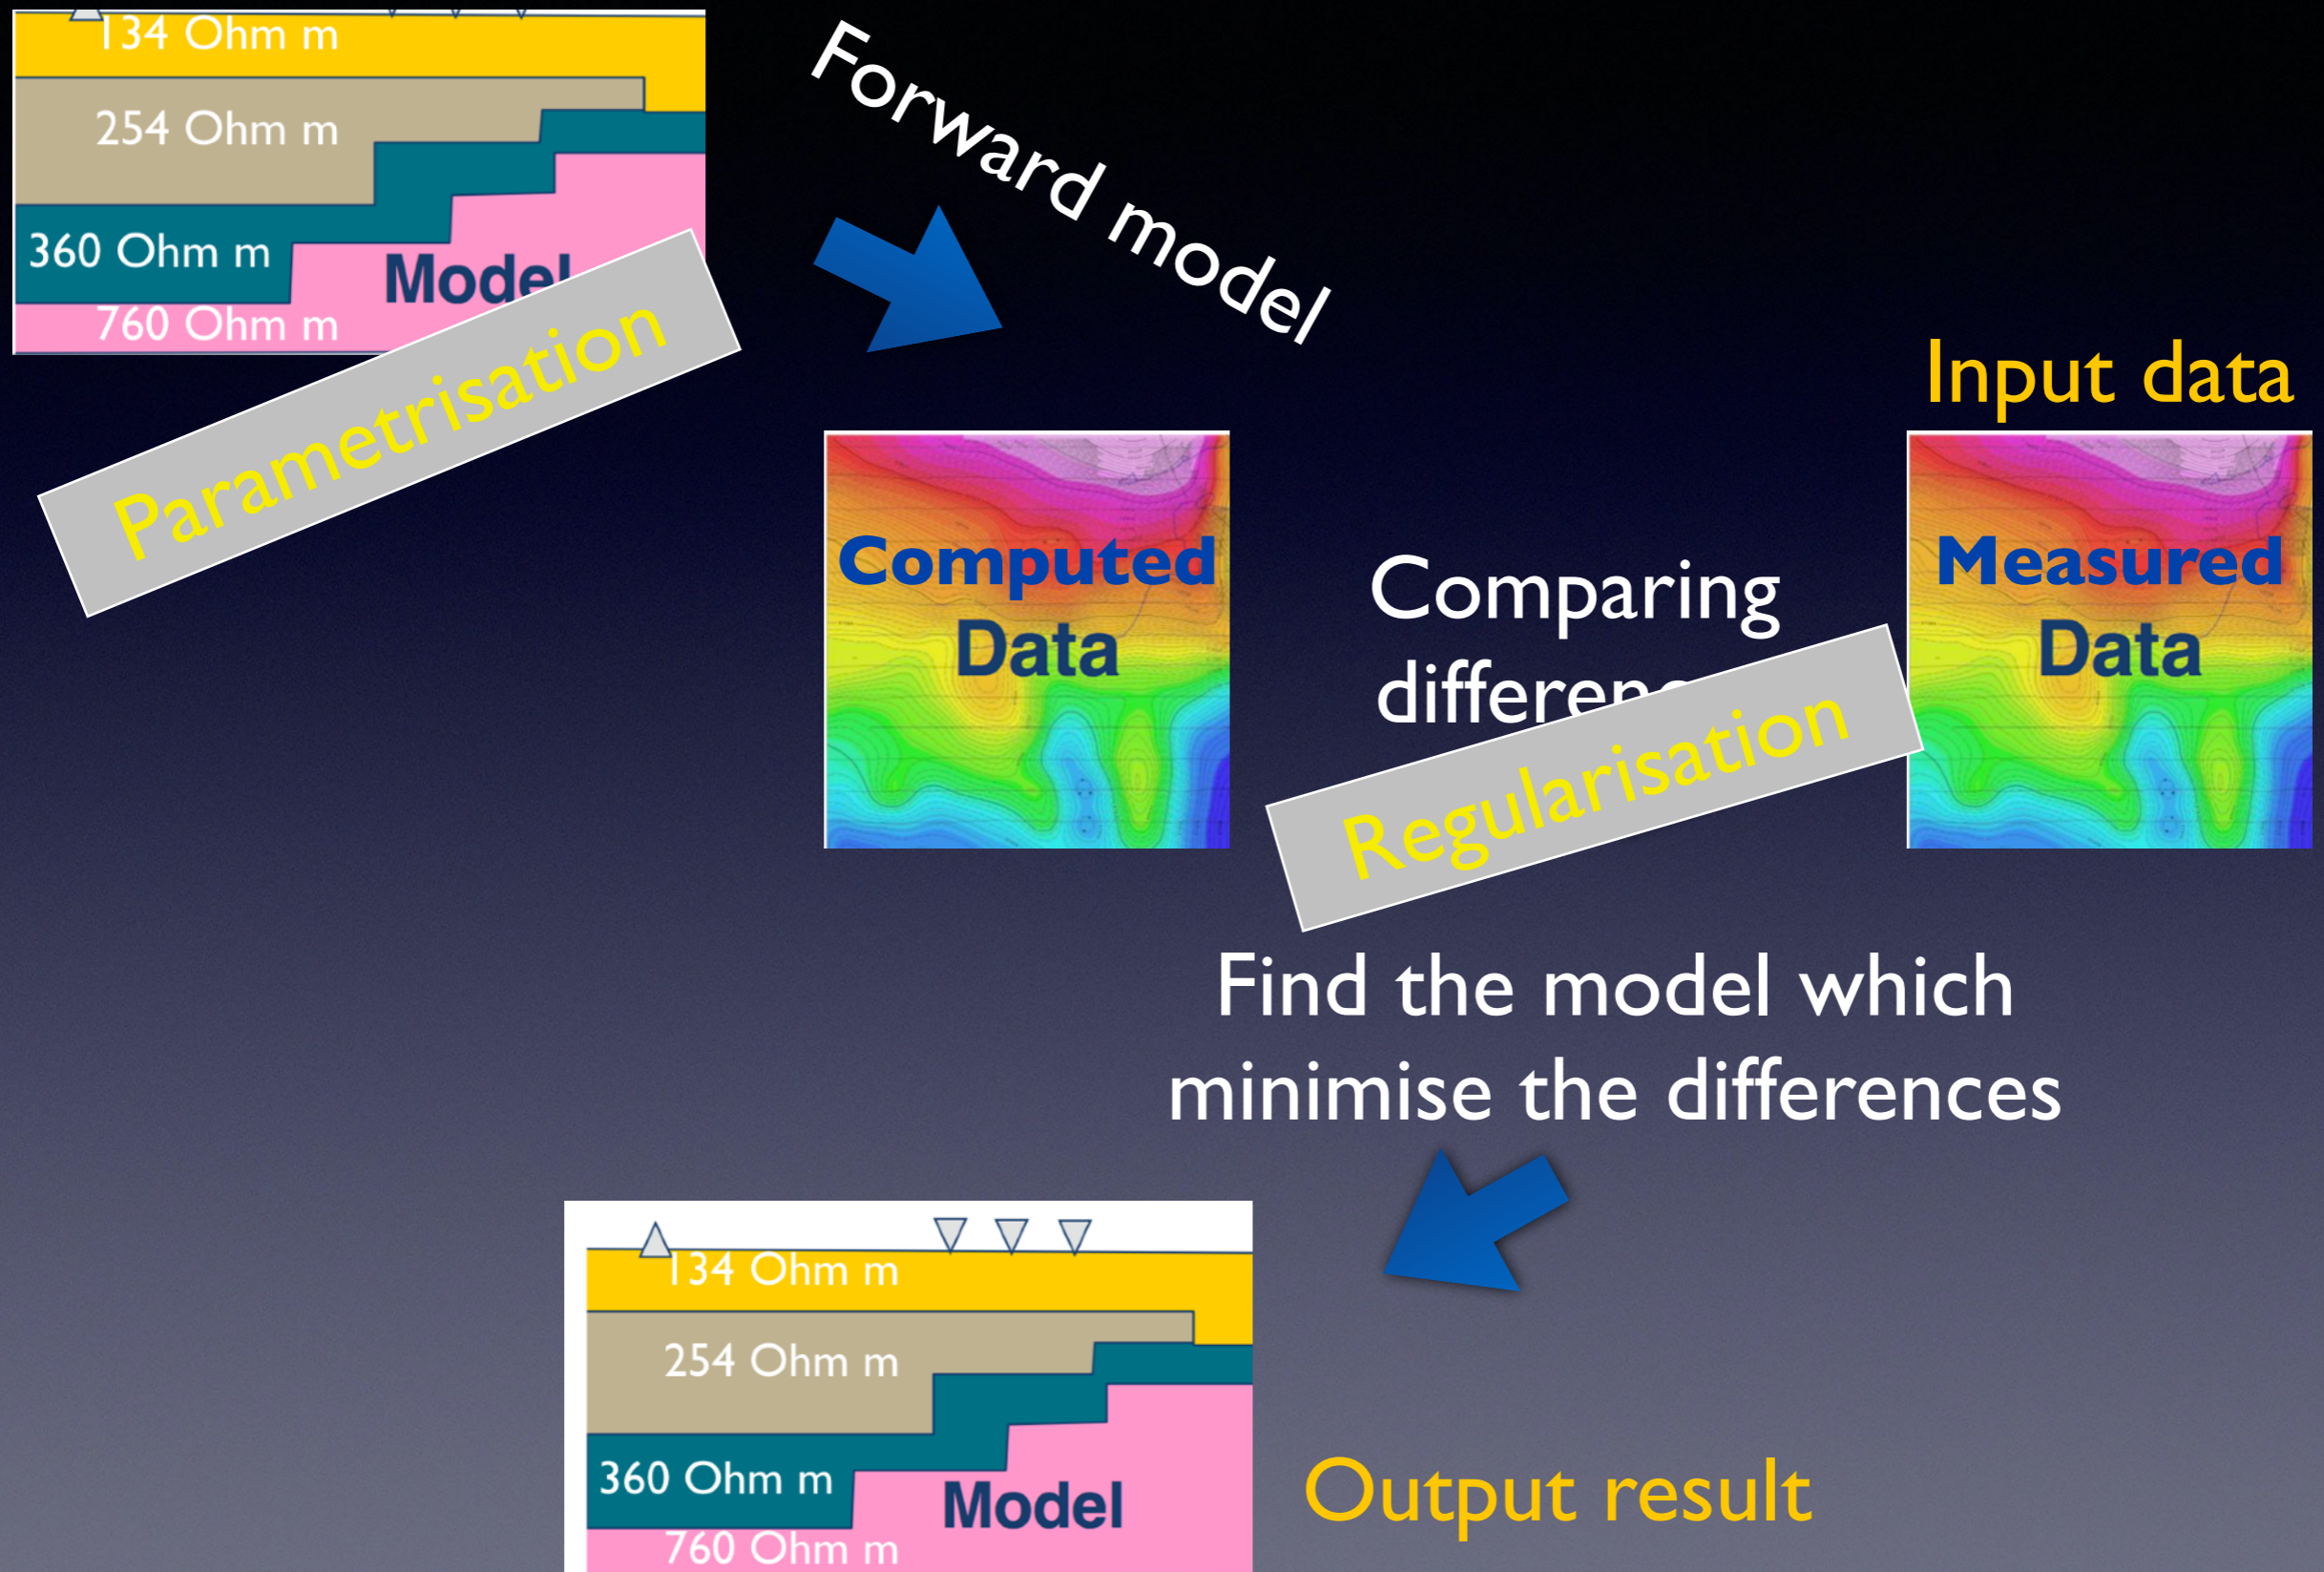 134 Ohm m
254 Ohm m
360 Ohm m
Model
760 Ohm m
Parametrisation
Forward model
Input data
Computed
Data
Comparing
Measured
Data
Regularisation
Find the model which
minimise the differences
134 Ohm m
254 Ohm m
360 Ohm m
Model
760 Ohm m
Output result